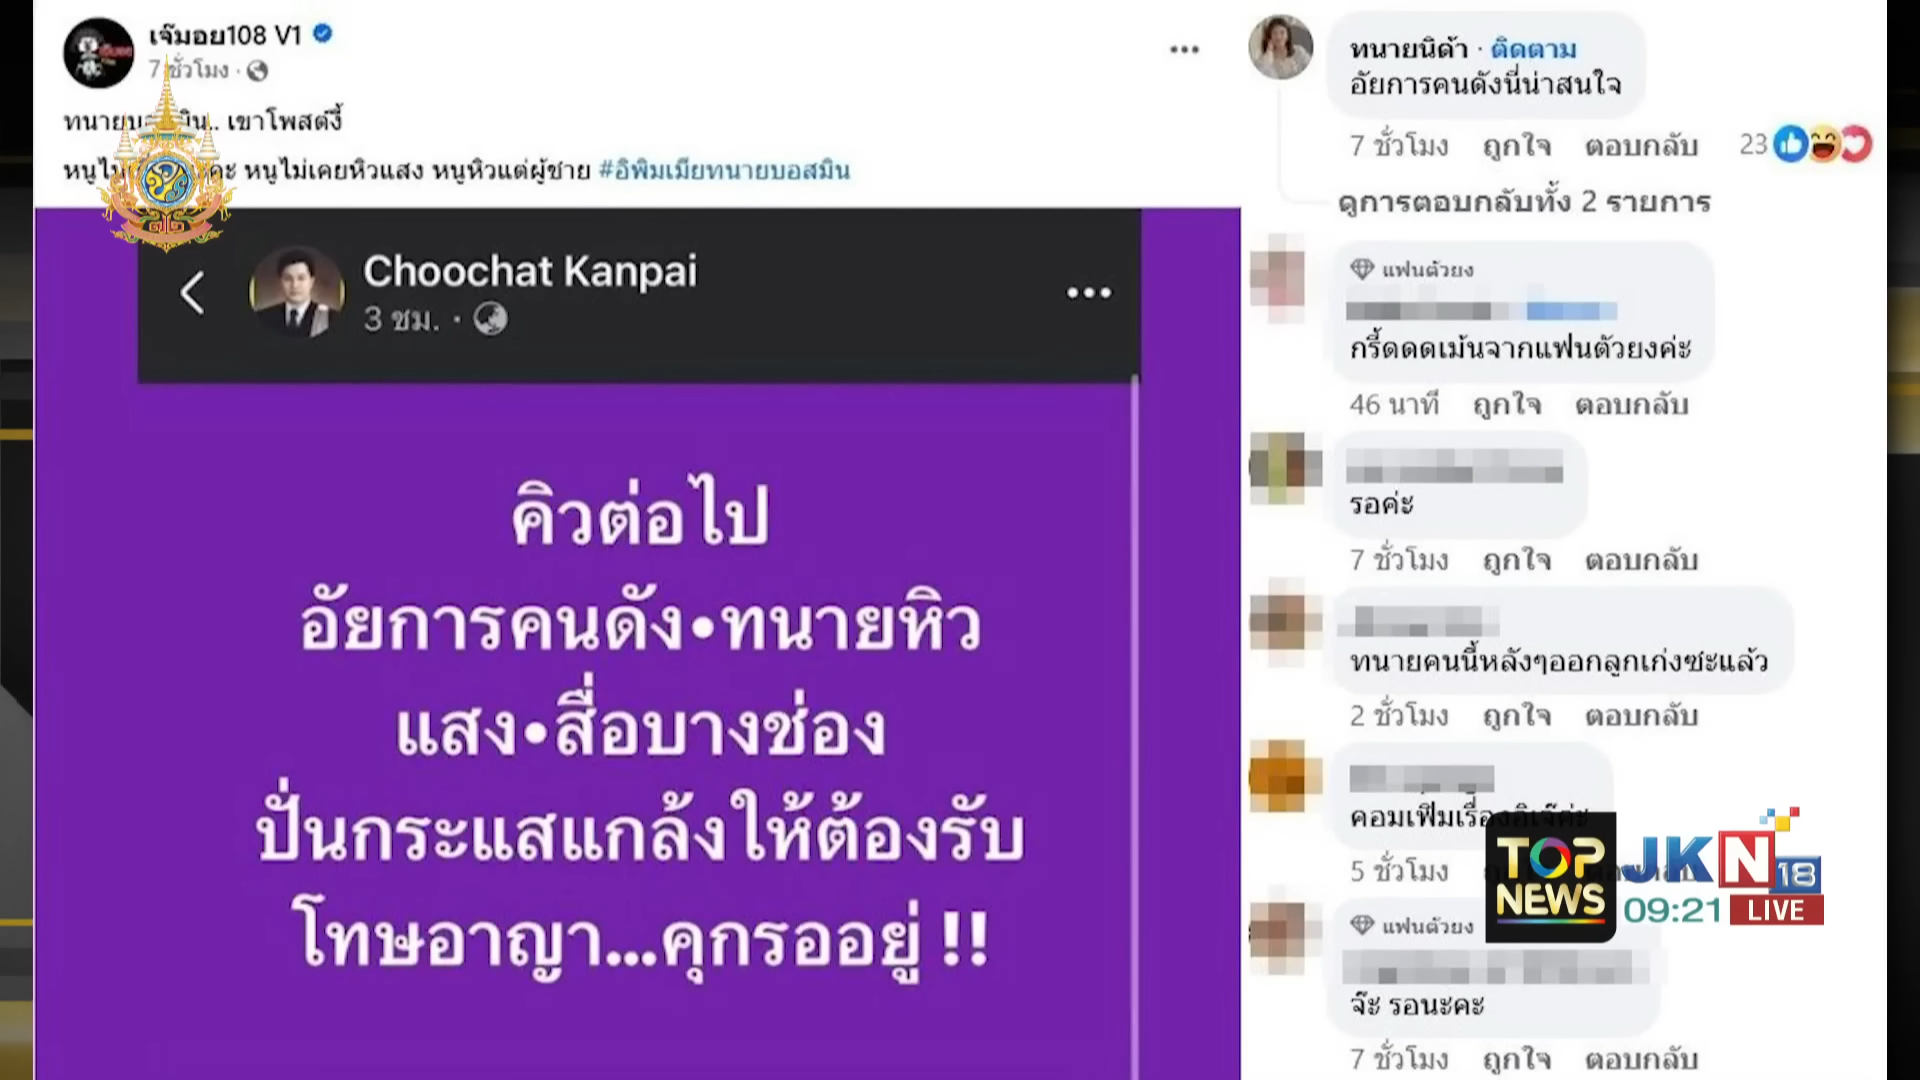 เจ๊มอย108 V1
7 ชั่วโมง
ทนายบอสมิน.. เขาโพสต์งี้
คะ หนูไม่เคยหิวแสง หนูหิวแต่ผู้ชาย #อิพิมเมียทนายบอสมิน
Choochat Kanpai
3 ชม.
คิวต่อไป
อัยการคนดัง•ทนายหิว
แสง•สื่อบางช่อง
ปั่นกระแสแกล้งให้ต้องรับ
โทษอาญา...คุกรออยู่ !!
ทนายนิด้า · ติดตาม
อัยการคนดังนี่น่าสนใจ
7 ชั่วโมง ถูกใจ ตอบกลับ 23
ดูการตอบกลับทั้ง 2 รายการ
แฟนตัวยง
กรี้ดดดเม้นจากแฟนตัวยงค่ะ
46 นาที ถูกใจ ตอบกลับ
รอค่ะ
7 ชั่วโมง ถูกใจ ตอบกลับ
ทนายคนนี้หลังๆออกลูกเก่งซะแล้ว
2 ชั่วโมง ถูกใจ ตอบกลับ
คอมเฟิมเรื่องอิเจ๊ค่ะ
5 ชั่วโมง
แฟนตัวยง
จ๊ะ รอนะคะ
7 ชั่วโมง ถูกใจ ตอบกลับ
TOP NEWS
JKN 18
09:21 LIVE